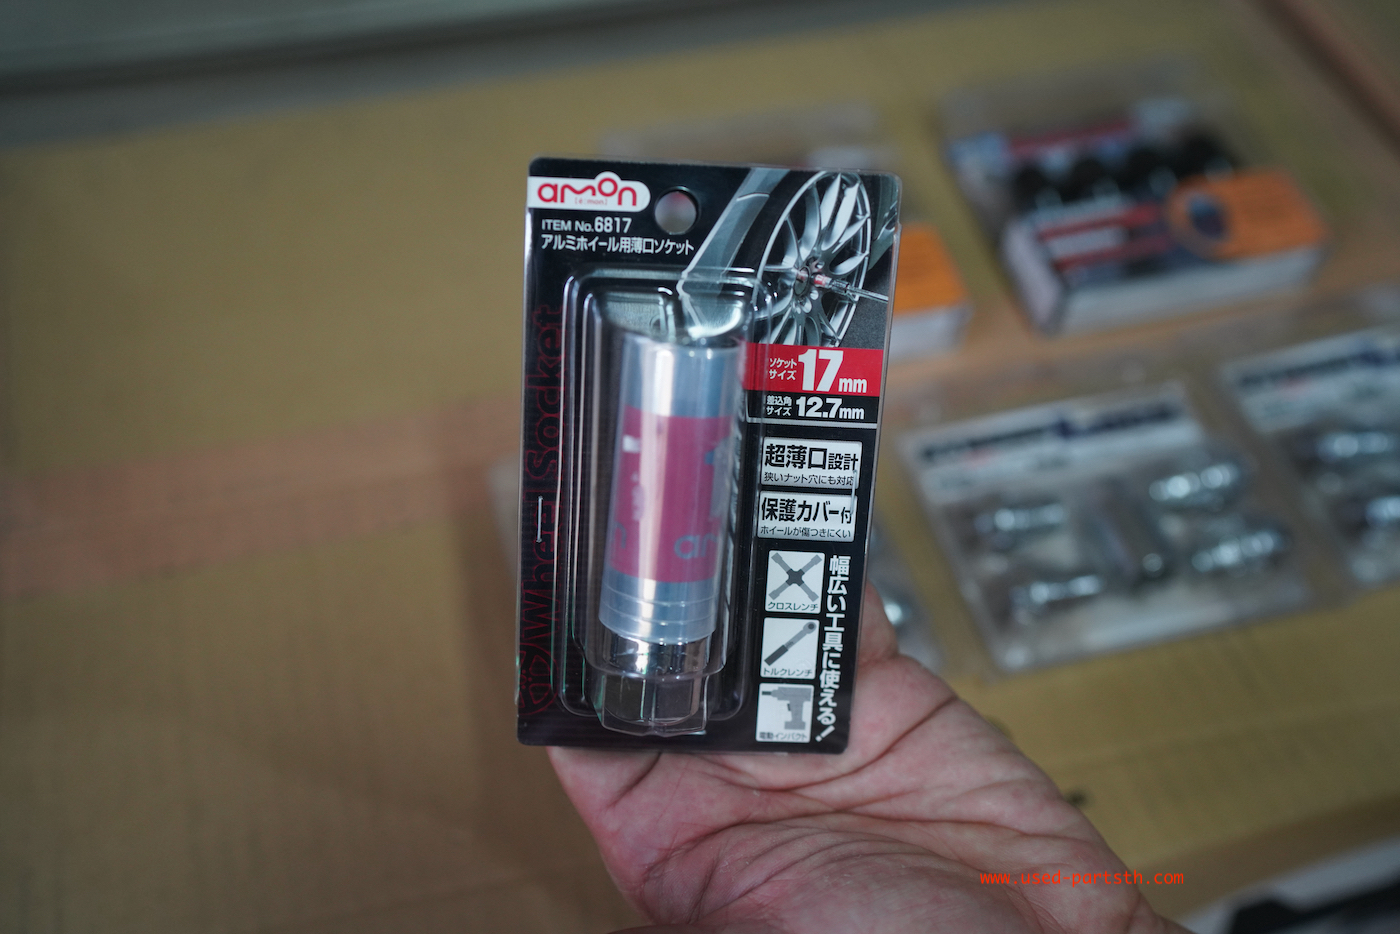 amon
[é:mon]
ITEM No.6817
アルミホイール用薄口ソケット
Wheel Socket
ソケット
サイズ
17mm
差込角
サイズ
12.7mm
超薄口設計
狭いナット穴にも対応
保護カバー付
ホイールが傷つきにくい
幅広い工具に使える!
クロスレンチ
トルクレンチ
電動インパクト
www.used-partsth.com